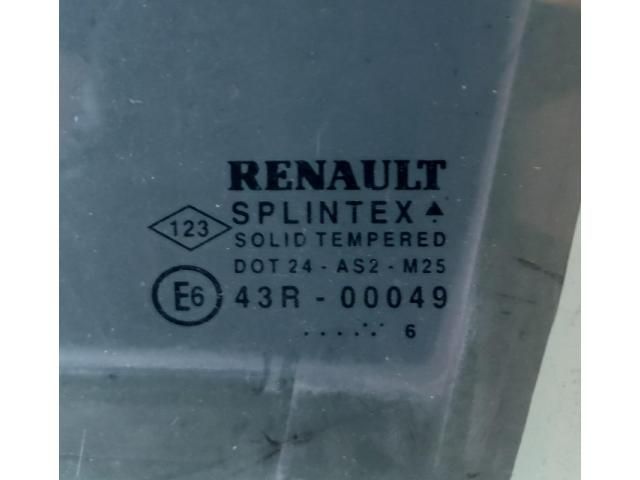 RENAULT
123 SPLINTEX
SOLID TEMPERED
DOT 24 - AS2 - M25
E6 43R - 00049
....∵ 6